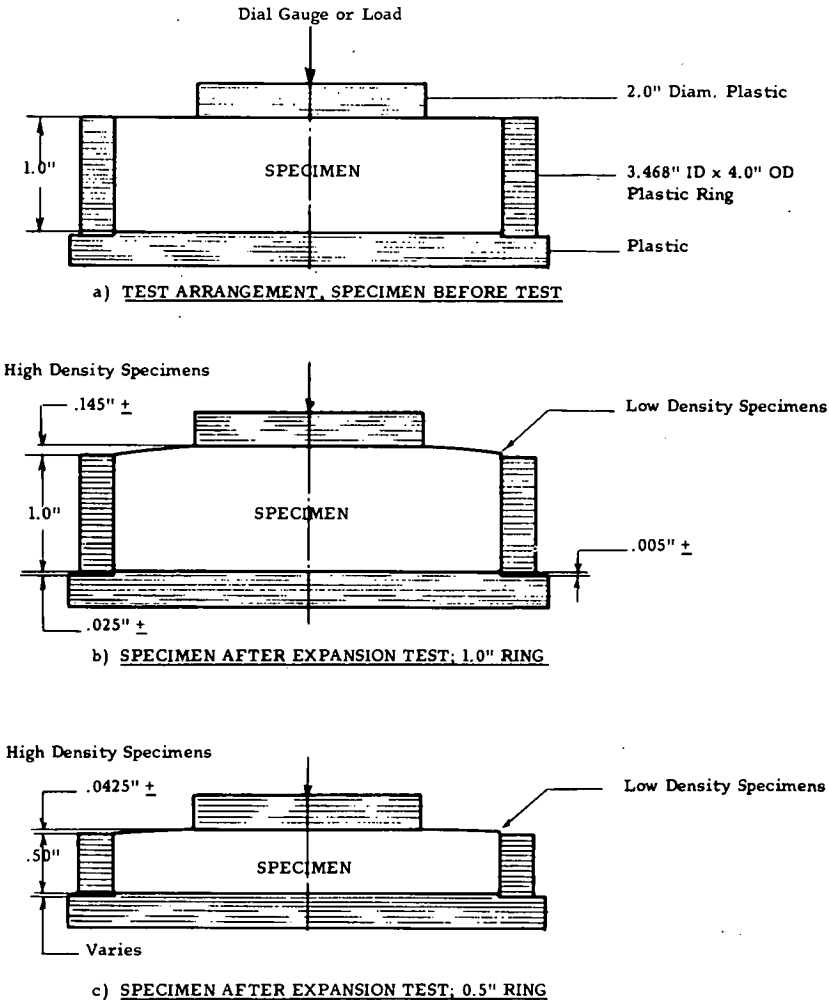 Dial Gauge or Load
2.0" Diam. Plastic
1.0"
SPECIMEN
3.468" ID x 4.0" OD
Plastic Ring
Plastic
a) TEST ARRANGEMENT, SPECIMEN BEFORE TEST
High Density Specimens
.145" ±
Low Density Specimens
1.0"
SPECIMEN
.005" ±
.025" ±
b) SPECIMEN AFTER EXPANSION TEST; 1.0" RING
High Density Specimens
.0425" ±
Low Density Specimens
.50"
SPECIMEN
Varies
c) SPECIMEN AFTER EXPANSION TEST; 0.5" RING